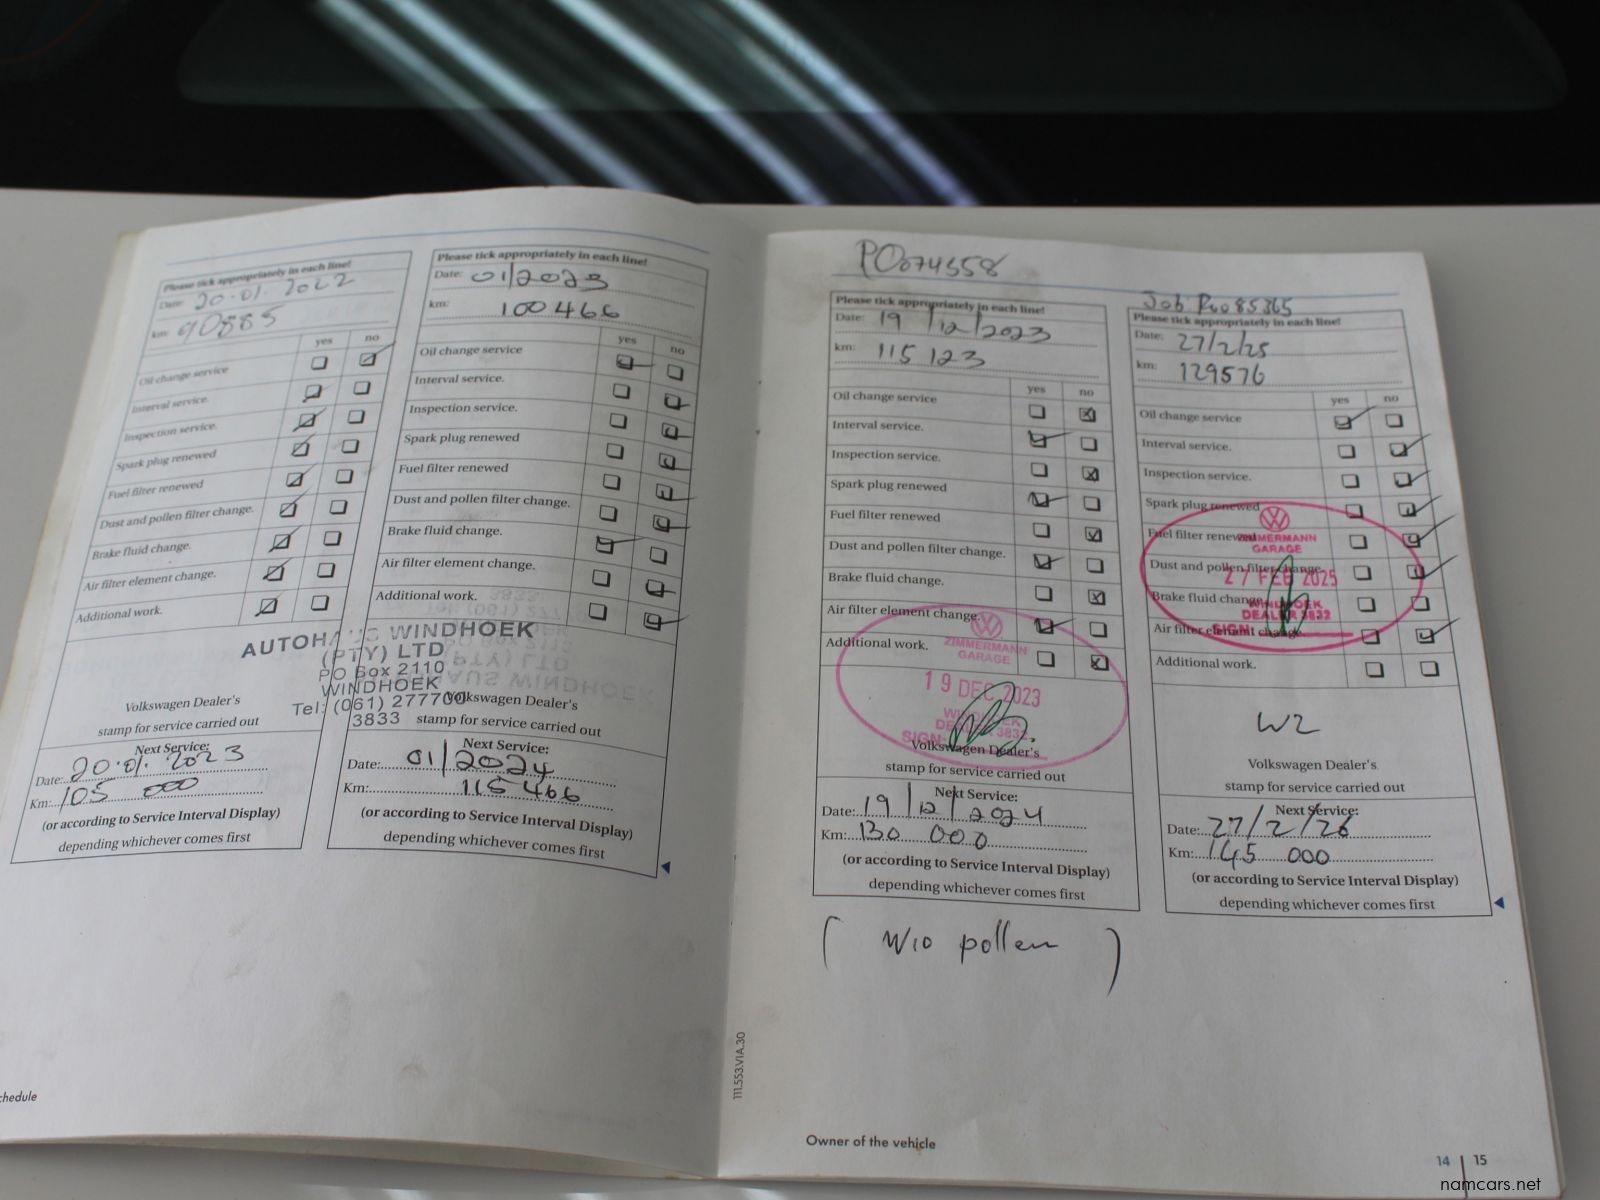 Please tick appropriately in each line!
Date: 20.01.2022
km: 90885
yes no
Oil change service
Interval service.
Inspection service.
Spark plug renewed
Fuel filter renewed
Dust and pollen filter change.
Brake fluid change.
Air filter element change.
Additional work.
AUTOHAUS WINDHOEK
(PTY) LTD
PO Box 2110
WINDHOEK
Tel: (061) 277700
3833
Volkswagen Dealer's
stamp for service carried out
Next Service:
Date: 20.01.2023
Km: 105 000
(or according to Service Interval Display)
depending whichever comes first
Please tick appropriately in each line!
Date: 01/2023
km: 100466
yes no
Oil change service
Interval service.
Inspection service.
Spark plug renewed
Fuel filter renewed
Dust and pollen filter change.
Brake fluid change.
Air filter element change.
Additional work.
Volkswagen Dealer's
stamp for service carried out
Next Service:
Date: 01/2024
Km: 115 466
(or according to Service Interval Display)
depending whichever comes first
chedule
111.553.VIA.30
PO074558
Please tick appropriately in each line!
Date: 19/12/2023
km: 115 123
yes no
Oil change service
Interval service.
Inspection service.
Spark plug renewed
Fuel filter renewed
Dust and pollen filter change.
Brake fluid change.
Air filter element change.
Additional work.
ZIMMERMANN
GARAGE
19 DEC 2023
WINDHOEK
DEALER 3832
SIGN:
Volkswagen Dealer's
stamp for service carried out
Next Service:
Date: 19/12/2024
Km: 130 000
(or according to Service Interval Display)
depending whichever comes first
( W10 pollen )
Job P0085365
Please tick appropriately in each line!
Date: 27/2/25
km: 129576
yes no
Oil change service
Interval service.
Inspection service.
Spark plug renewed
Fuel filter renewed
Dust and pollen filter change.
Brake fluid change.
Air filter element change.
Additional work.
ZIMMERMANN
GARAGE
27 FEB 2025
WINDHOEK
DEALER 3832
SIGN:
W2
Volkswagen Dealer's
stamp for service carried out
Next Service:
Date: 27/2/26
Km: 145 000
(or according to Service Interval Display)
depending whichever comes first
Owner of the vehicle
14 | 15
namcars.net